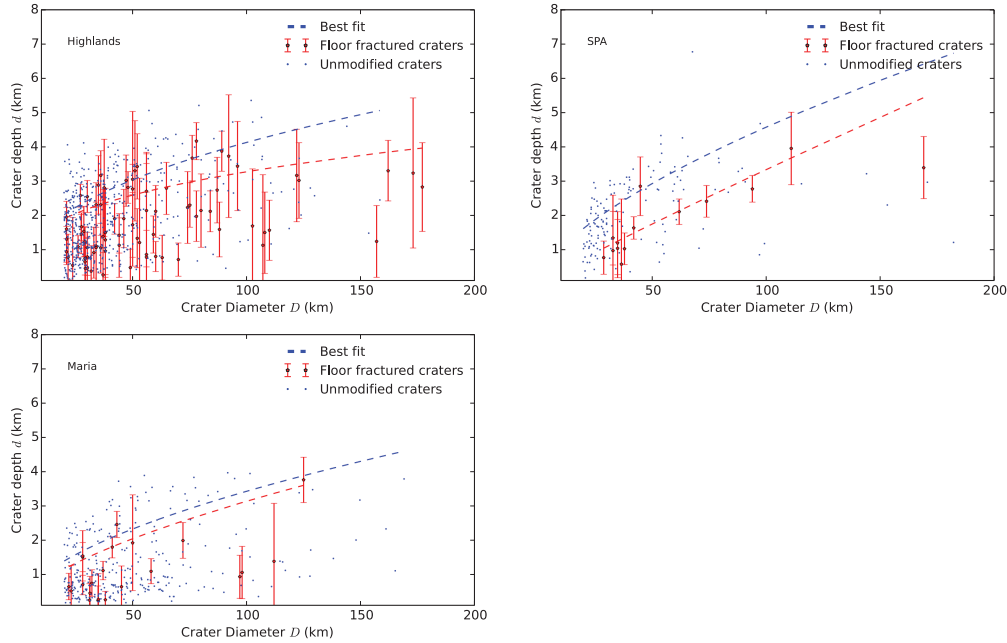 8
7
6
5
4
3
2
1
Crater depth d (km)
Highlands
Best fit
Floor fractured craters
Unmodified craters
50 100 150 200
Crater Diameter D (km)
8
7
6
5
4
3
2
1
Crater depth d (km)
SPA
Best fit
Floor fractured craters
Unmodified craters
50 100 150 200
Crater Diameter D (km)
8
7
6
5
4
3
2
1
Crater depth d (km)
Maria
Best fit
Floor fractured craters
Unmodified craters
50 100 150 200
Crater Diameter D (km)